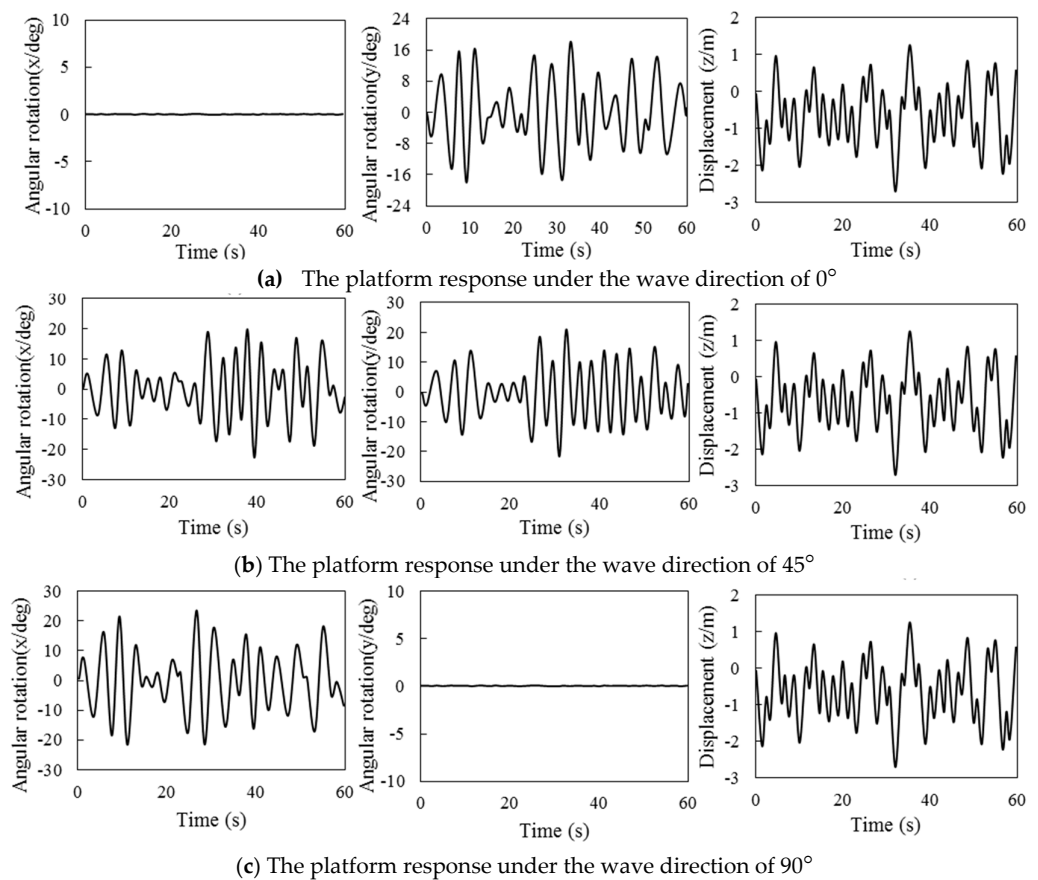 Angular rotation(x/deg)
10
5
0
-5
-10
0 20 40 60
Time (s)
Angular rotation(y/deg)
24
16
8
0
-8
-16
-24
0 10 20 30 40 50 60
Time (s)
Displacement (z/m)
2
1
0
-1
-2
-3
0 20 40 60
Time (s)
(a) The platform response under the wave direction of 0°
Angular rotation(x/deg)
30
20
10
0
-10
-20
-30
0 20 40 60
Time (s)
Angular rotation(y/deg)
30
20
10
0
-10
-20
-30
0 20 40 60
Time (s)
Displacement (z/m)
2
1
0
-1
-2
-3
0 20 40 60
Time (s)
(b) The platform response under the wave direction of 45°
Angular rotation(x/deg)
30
20
10
0
-10
-20
-30
0 20 40 60
Time (s)
Angular rotation(y/deg)
10
5
0
-5
-10
0 20 40 60
Time (s)
Displacement (z/m)
2
1
0
-1
-2
-3
0 20 40 60
Time (s)
(c) The platform response under the wave direction of 90°